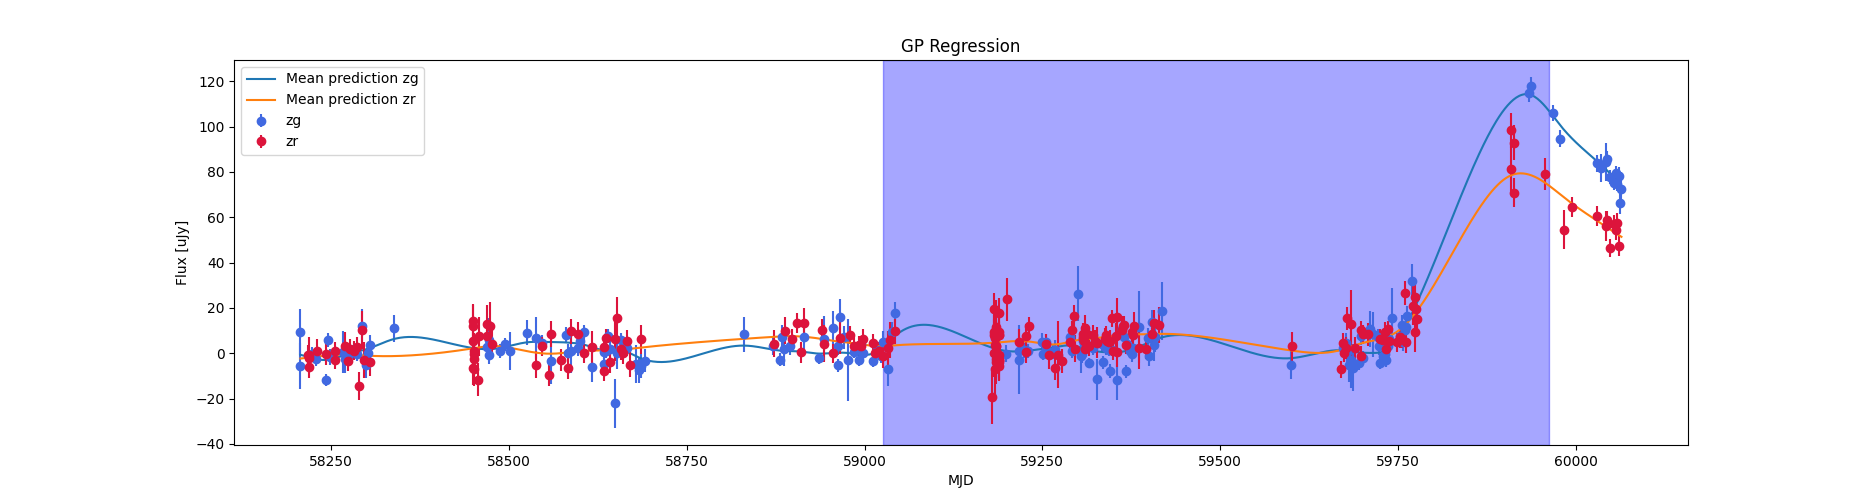 GP Regression
Mean prediction zg
Mean prediction zr
zg
zr
Flux [uJy]
120
100
80
60
40
20
0
−20
−40
58250 58500 58750 59000 59250 59500 59750 60000
MJD